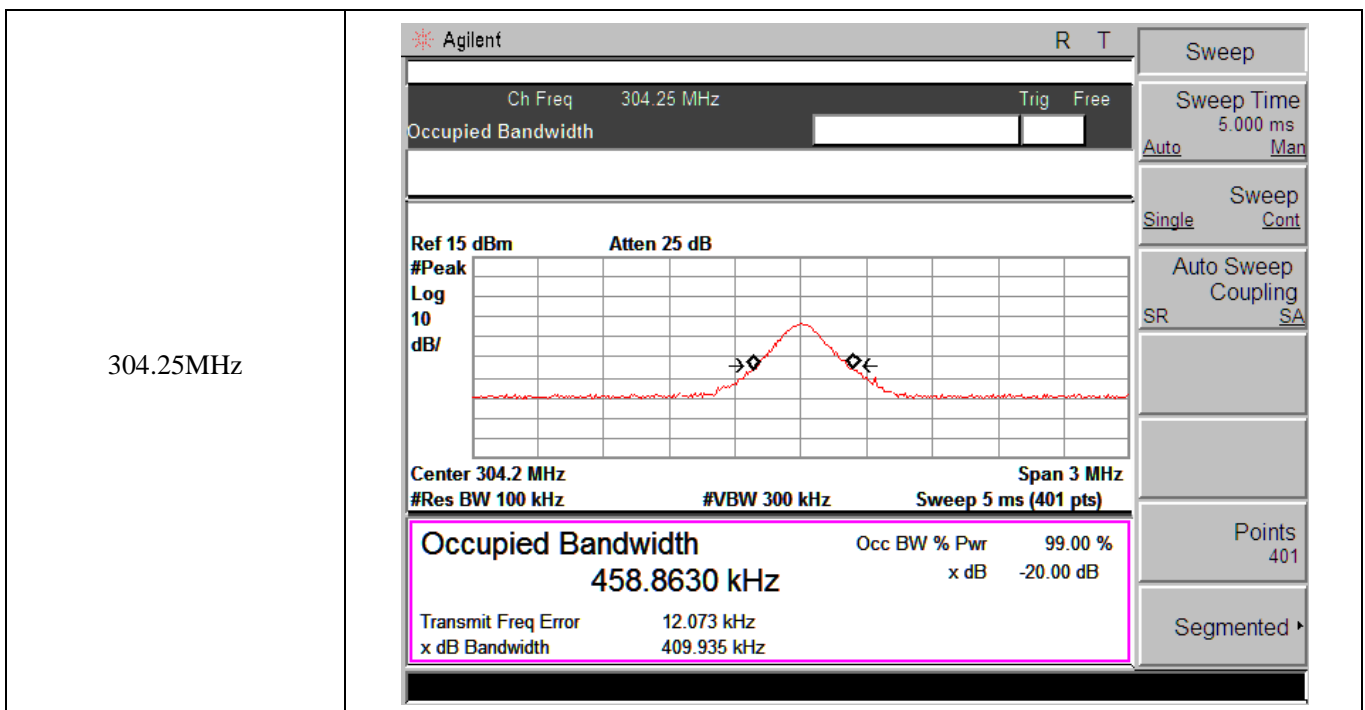 304.25MHz
Agilent R T
Ch Freq 304.25 MHz Trig Free
Occupied Bandwidth
Ref 15 dBm Atten 25 dB
#Peak
Log
10
dB/
Center 304.2 MHz Span 3 MHz
#Res BW 100 kHz #VBW 300 kHz Sweep 5 ms (401 pts)
Occupied Bandwidth Occ BW % Pwr 99.00 %
458.8630 kHz x dB -20.00 dB
Transmit Freq Error 12.073 kHz
x dB Bandwidth 409.935 kHz
Sweep
Sweep Time
5.000 ms
Auto Man
Sweep
Single Cont
Auto Sweep
Coupling
SR SA
Points
401
Segmented